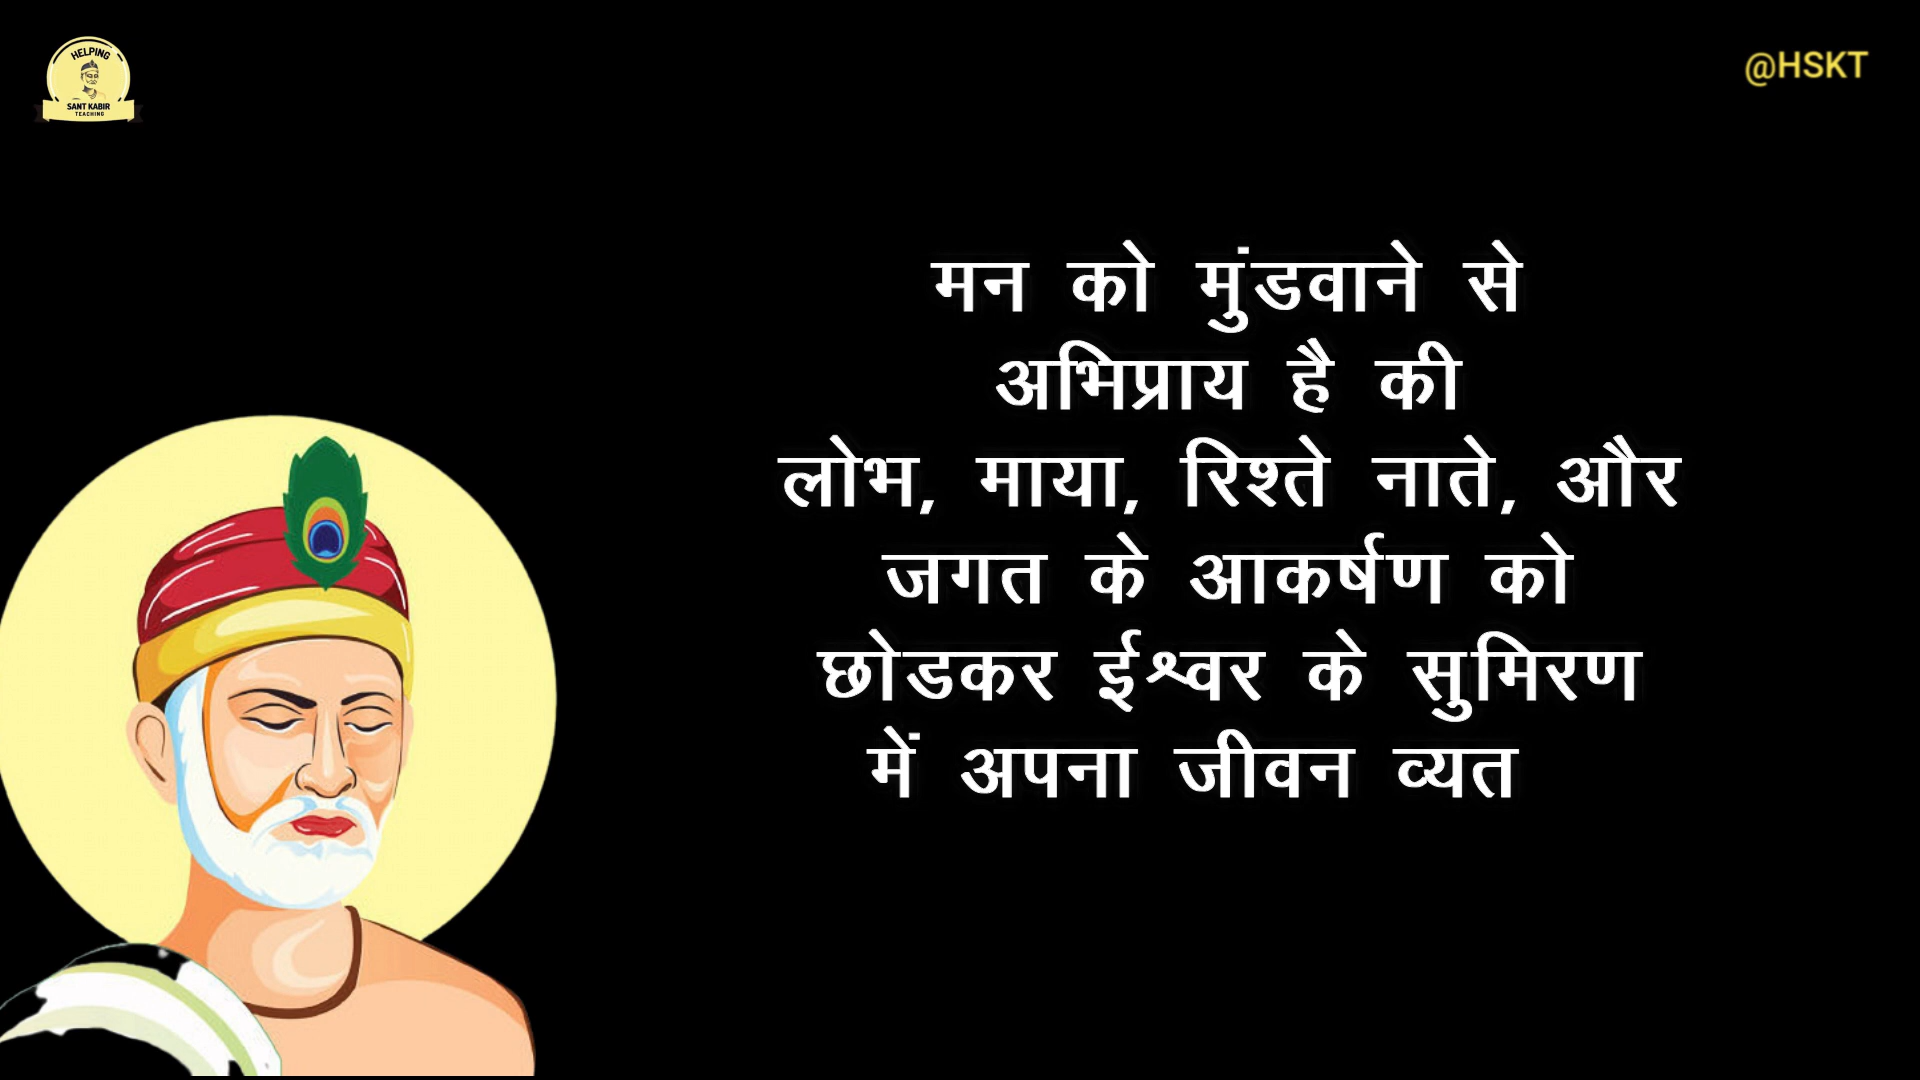 HELPING
SANT KABIR
TEACHING
@HSKT
मन को मुंडवाने से
अभिप्राय है की
लोभ, माया, रिश्ते नाते, और
जगत के आकर्षण को
छोडकर ईश्वर के सुमिरण
में अपना जीवन व्यत